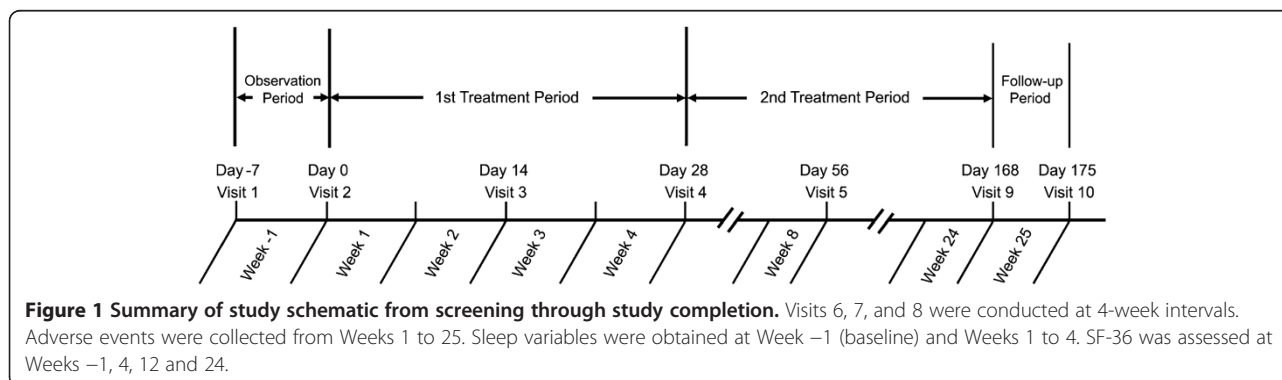 Observation
Period
1st Treatment Period
2nd Treatment Period
Follow-up
Period
Day -7
Visit 1
Day 0
Visit 2
Day 14
Visit 3
Day 28
Visit 4
Day 56
Visit 5
Day 168
Visit 9
Day 175
Visit 10
Week -1
Week 1
Week 2
Week 3
Week 4
Week 8
Week 24
Week 25
Figure 1 Summary of study schematic from screening through study completion. Visits 6, 7, and 8 were conducted at 4-week intervals.
Adverse events were collected from Weeks 1 to 25. Sleep variables were obtained at Week −1 (baseline) and Weeks 1 to 4. SF-36 was assessed at
Weeks −1, 4, 12 and 24.